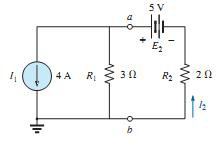 5 V
a
+ E₂ −
I₁ 4 A R₁ 3 Ω R₂ 2 Ω
I₂
b